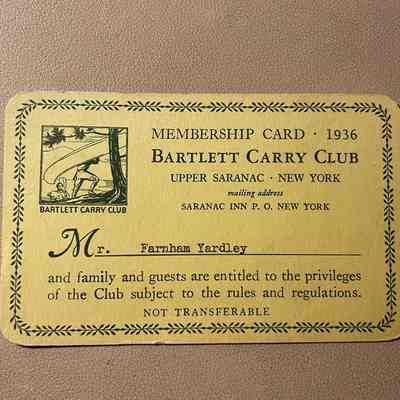 MEMBERSHIP CARD · 1936
BARTLETT CARRY CLUB
UPPER SARANAC · NEW YORK
mailing address
SARANAC INN P. O. NEW YORK
BARTLETT CARRY CLUB
Mr. Farnham Yardley
and family and guests are entitled to the privileges
of the Club subject to the rules and regulations.
NOT TRANSFERABLE